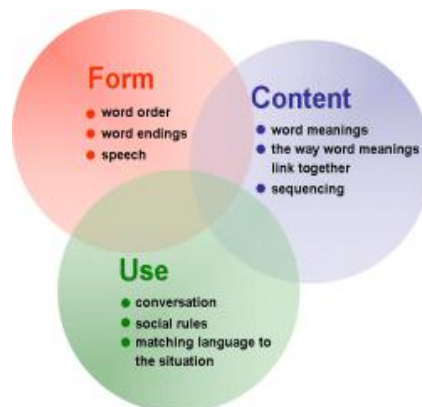 Form
word order
word endings
speech
Content
word meanings
the way word meanings
link together
sequencing
Use
conversation
social rules
matching language to
the situation